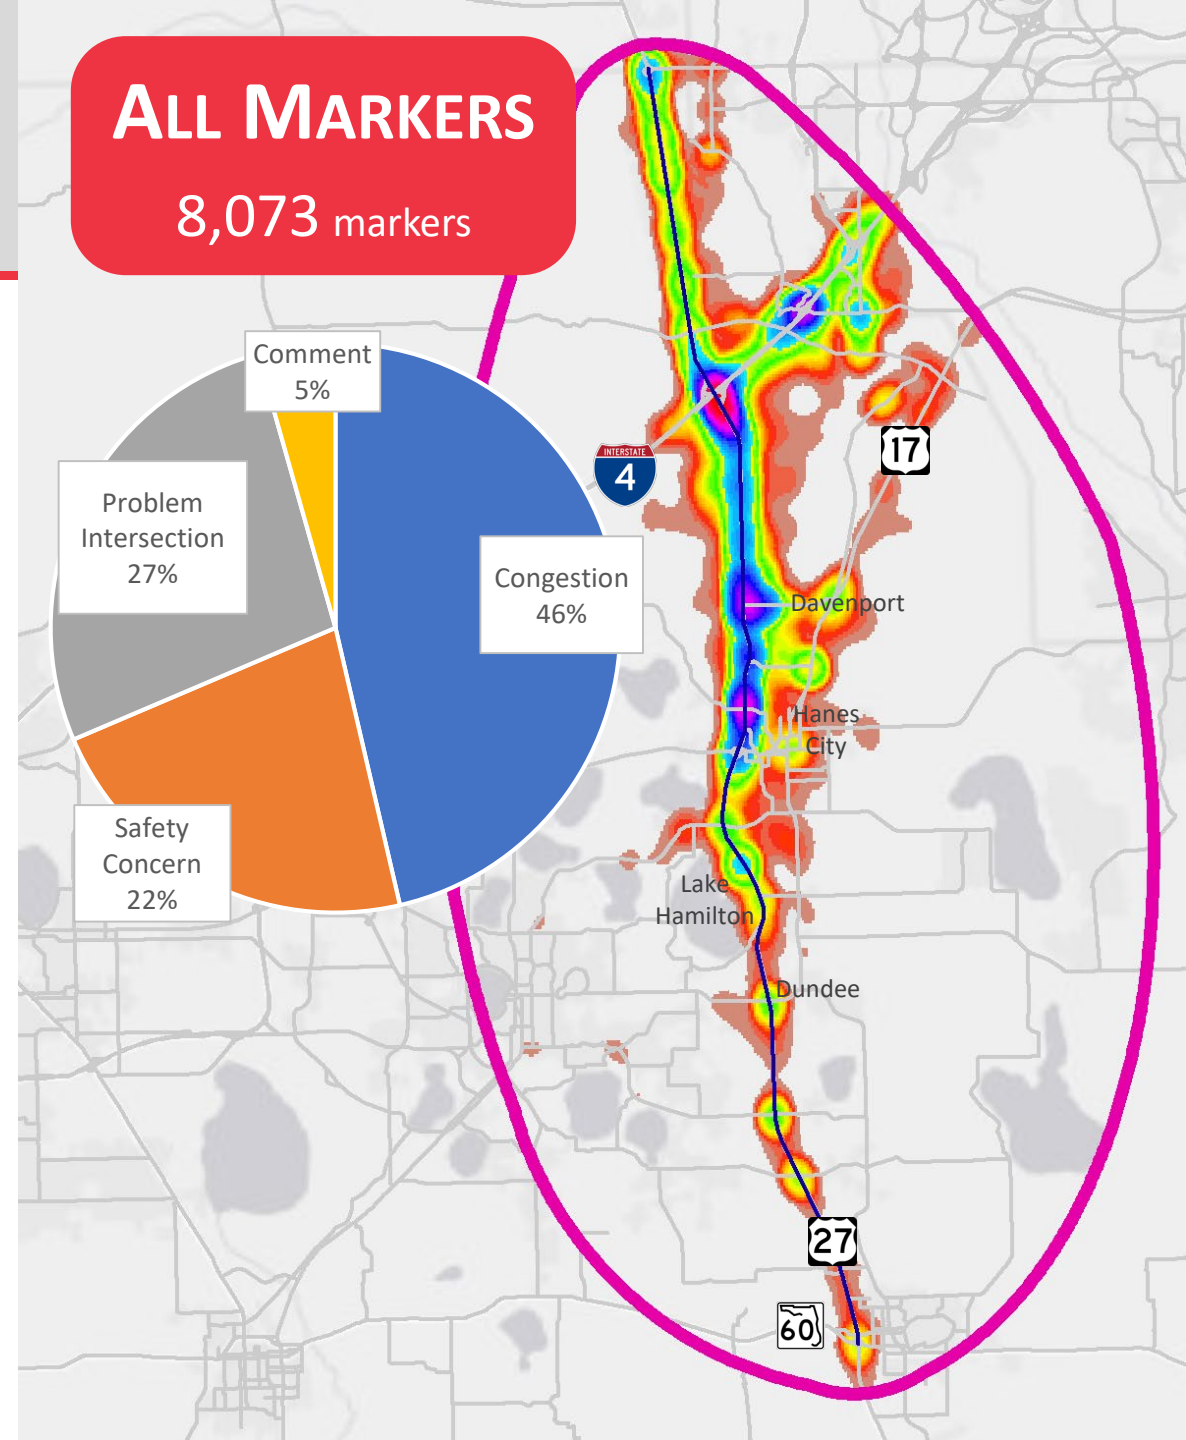 ALL MARKERS
8,073 markers
Comment
5%
Problem
Intersection
27%
Congestion
46%
Safety
Concern
22%
INTERSTATE
4
17
Davenport
Hanes
City
Lake
Hamilton
Dundee
27
60